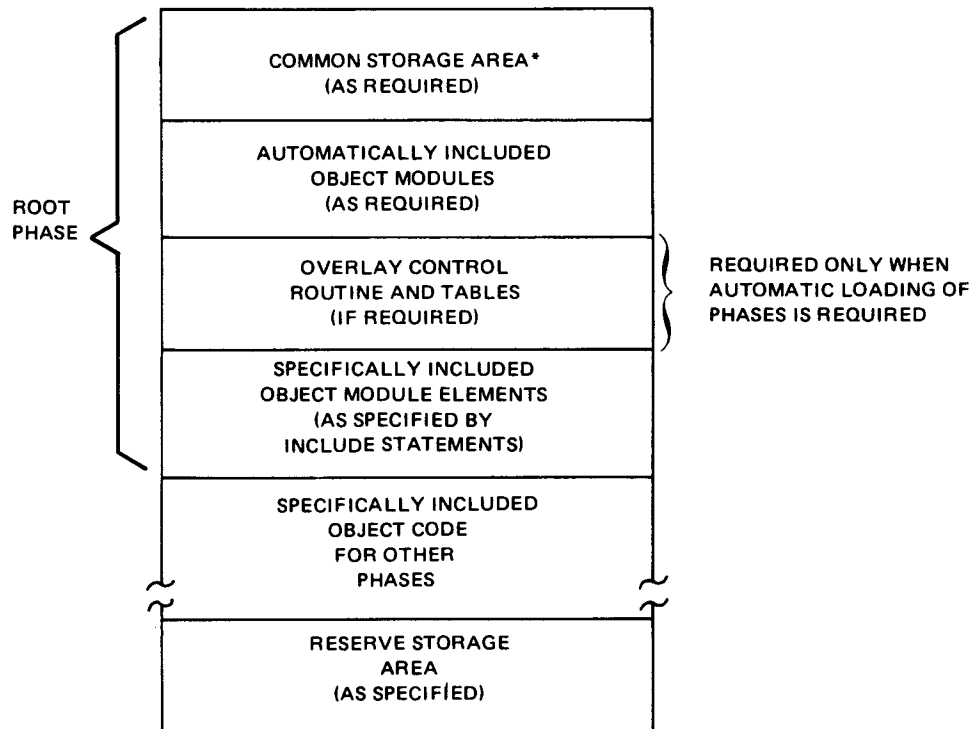 COMMON STORAGE AREA*
(AS REQUIRED)
AUTOMATICALLY INCLUDED
OBJECT MODULES
(AS REQUIRED)
ROOT
PHASE
OVERLAY CONTROL
ROUTINE AND TABLES
(IF REQUIRED)
REQUIRED ONLY WHEN
AUTOMATIC LOADING OF
PHASES IS REQUIRED
SPECIFICALLY INCLUDED
OBJECT MODULE ELEMENTS
(AS SPECIFIED BY
INCLUDE STATEMENTS)
SPECIFICALLY INCLUDED
OBJECT CODE
FOR OTHER
PHASES
RESERVE STORAGE
AREA
(AS SPECIFIED)